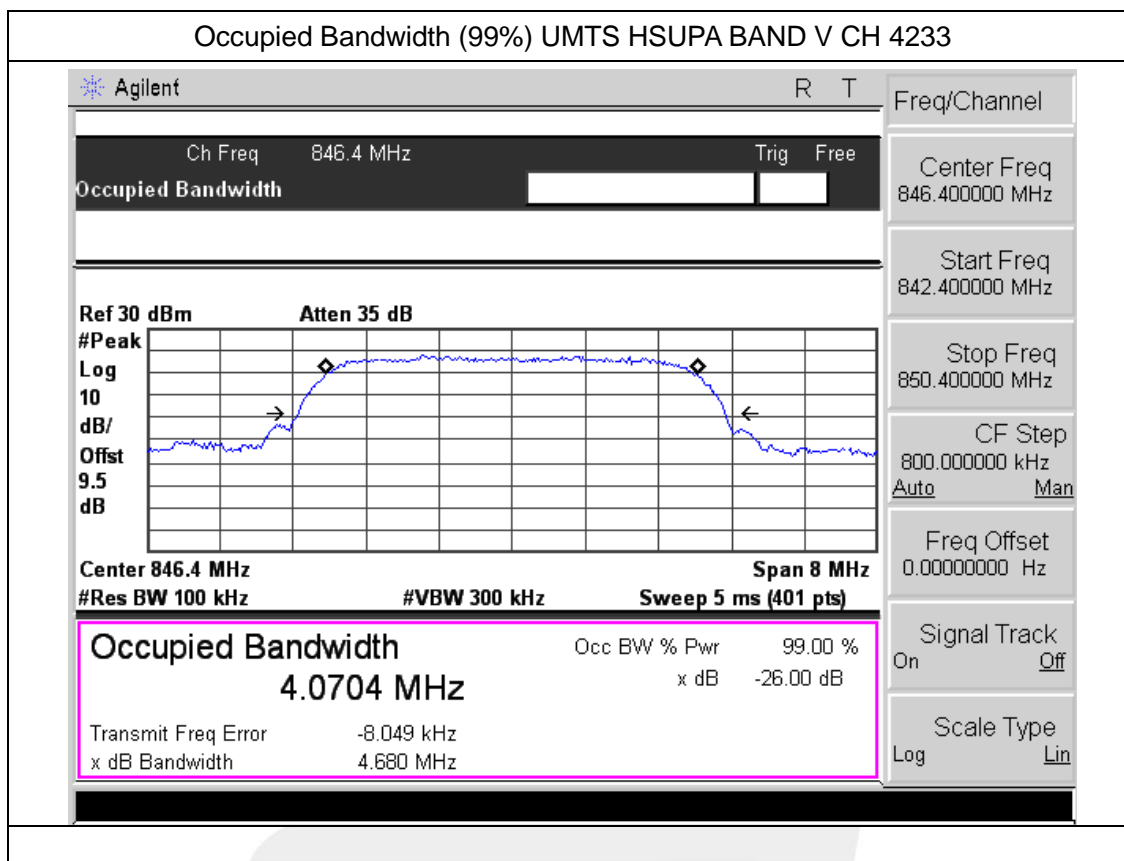 Occupied Bandwidth (99%) UMTS HSUPA BAND V CH 4233
Agilent R T
Ch Freq 846.4 MHz Trig Free
Occupied Bandwidth
Ref 30 dBm Atten 35 dB
#Peak
Log
10
dB/
Offst
9.5
dB
Center 846.4 MHz Span 8 MHz
#Res BW 100 kHz #VBW 300 kHz Sweep 5 ms (401 pts)
Occupied Bandwidth
4.0704 MHz
Occ BW % Pwr 99.00 %
x dB -26.00 dB
Transmit Freq Error -8.049 kHz
x dB Bandwidth 4.680 MHz
Freq/Channel
Center Freq
846.400000 MHz
Start Freq
842.400000 MHz
Stop Freq
850.400000 MHz
CF Step
800.000000 kHz
Auto Man
Freq Offset
0.00000000 Hz
Signal Track
On Off
Scale Type
Log Lin